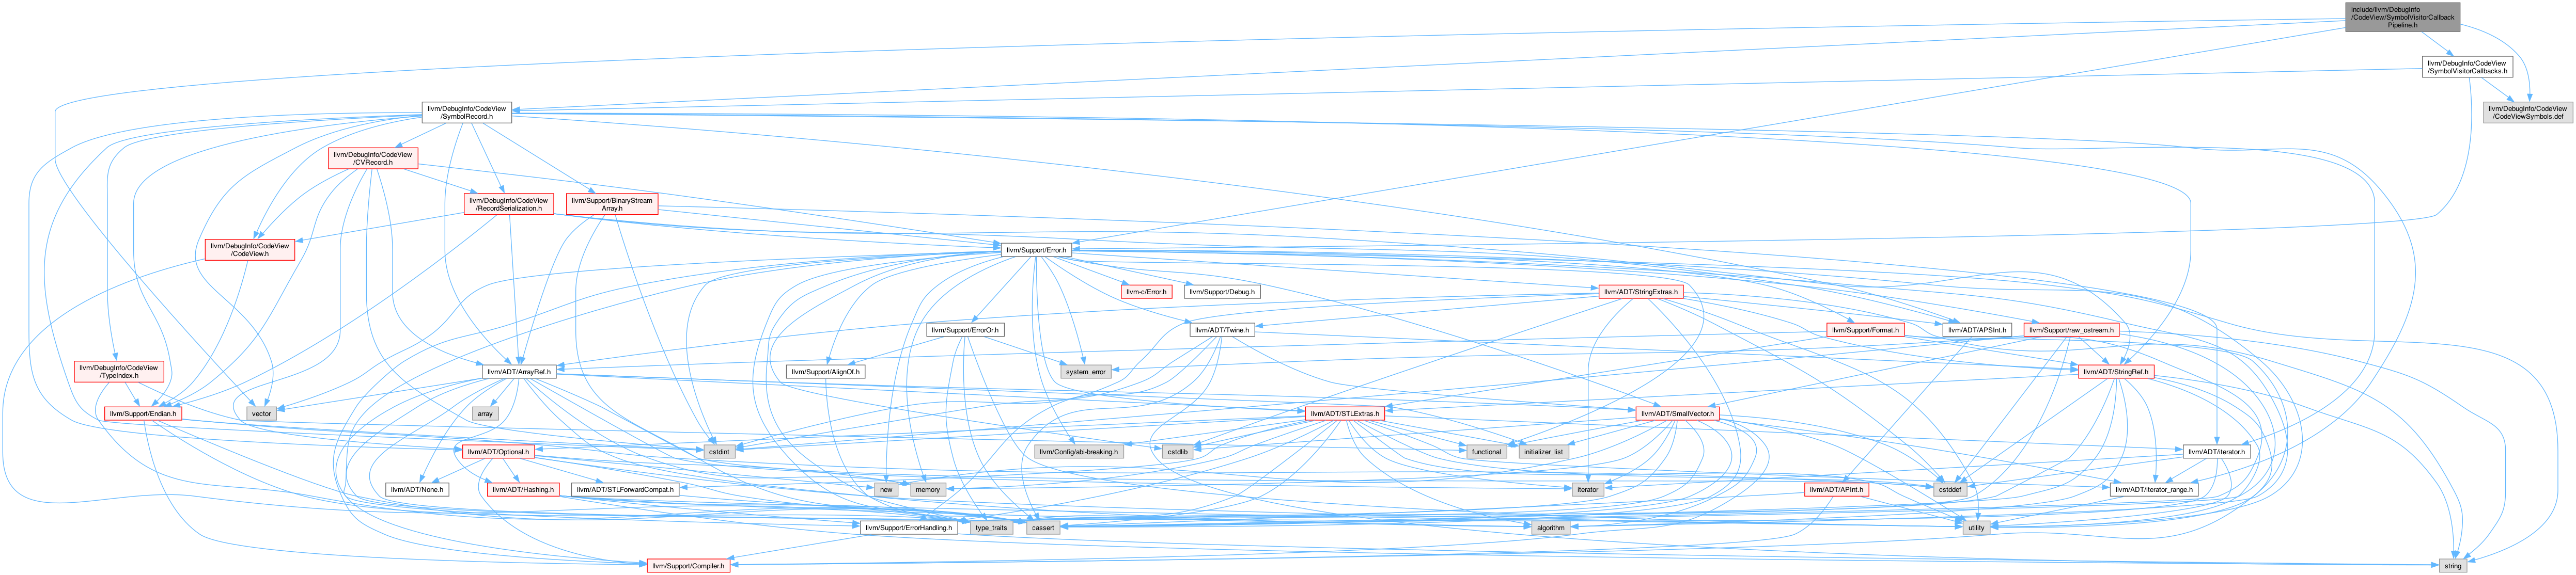 include/llvm/DebugInfo
/CodeView/SymbolVisitorCallback
Pipeline.h
llvm/DebugInfo/CodeView
/SymbolVisitorCallbacks.h
llvm/DebugInfo/CodeView
/SymbolRecord.h
llvm/DebugInfo/CodeView
/CodeViewSymbols.def
llvm/DebugInfo/CodeView
/CVRecord.h
llvm/DebugInfo/CodeView
/RecordSerialization.h
llvm/Support/BinaryStream
Array.h
llvm/DebugInfo/CodeView
/CodeView.h
llvm/Support/Error.h
llvm-c/Error.h
llvm/Support/Debug.h
llvm/ADT/StringExtras.h
llvm/Support/ErrorOr.h
llvm/ADT/Twine.h
llvm/Support/Format.h
llvm/ADT/APSInt.h
llvm/Support/raw_ostream.h
llvm/DebugInfo/CodeView
/TypeIndex.h
llvm/ADT/ArrayRef.h
llvm/Support/AlignOf.h
system_error
llvm/ADT/StringRef.h
llvm/Support/Endian.h
vector
array
llvm/ADT/STLExtras.h
llvm/ADT/SmallVector.h
llvm/ADT/Optional.h
cstdint
llvm/Config/abi-breaking.h
cstdlib
functional
initializer_list
llvm/ADT/iterator.h
llvm/ADT/None.h
llvm/ADT/Hashing.h
llvm/ADT/STLForwardCompat.h
new
memory
iterator
llvm/ADT/APInt.h
cstddef
llvm/ADT/iterator_range.h
llvm/Support/ErrorHandling.h
type_traits
cassert
algorithm
utility
llvm/Support/Compiler.h
string